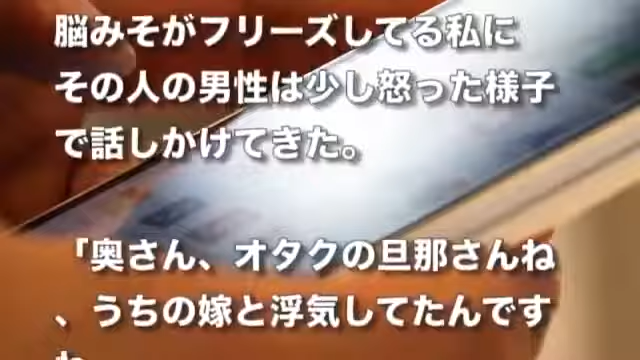 脳みそがフリーズしてる私に
その人の男性は少し怒った様子
で話しかけてきた。
「奥さん、オタクの旦那さんね
、うちの嫁と浮気してたんです